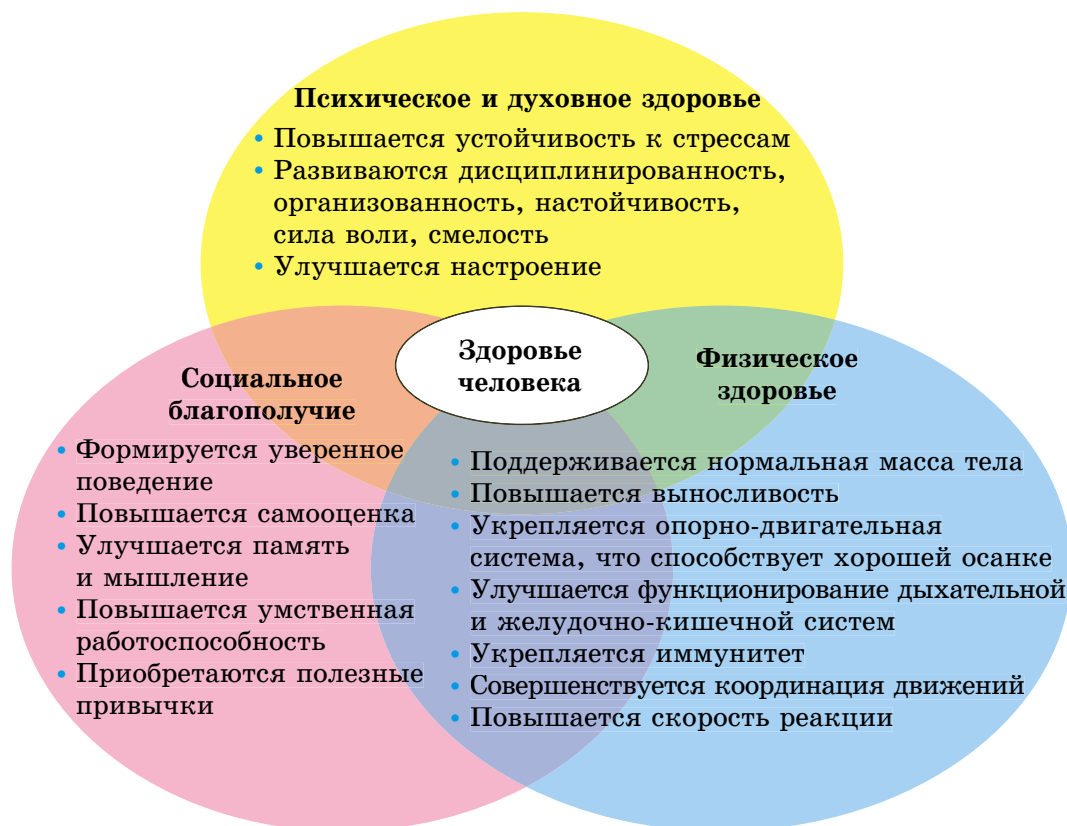 Психическое и духовное здоровье
• Повышается устойчивость к стрессам
• Развиваются дисциплинированность,
организованность, настойчивость,
сила воли, смелость
• Улучшается настроение
Здоровье
человека
Социальное
благополучие
• Формируется уверенное
поведение
• Повышается самооценка
• Улучшается память
и мышление
• Повышается умственная
работоспособность
• Приобретаются полезные
привычки
Физическое
здоровье
• Поддерживается нормальная масса тела
• Повышается выносливость
• Укрепляется опорно-двигательная
система, что способствует хорошей осанке
• Улучшается функционирование дыхательной
и желудочно-кишечной систем
• Укрепляется иммунитет
• Совершенствуется координация движений
• Повышается скорость реакции